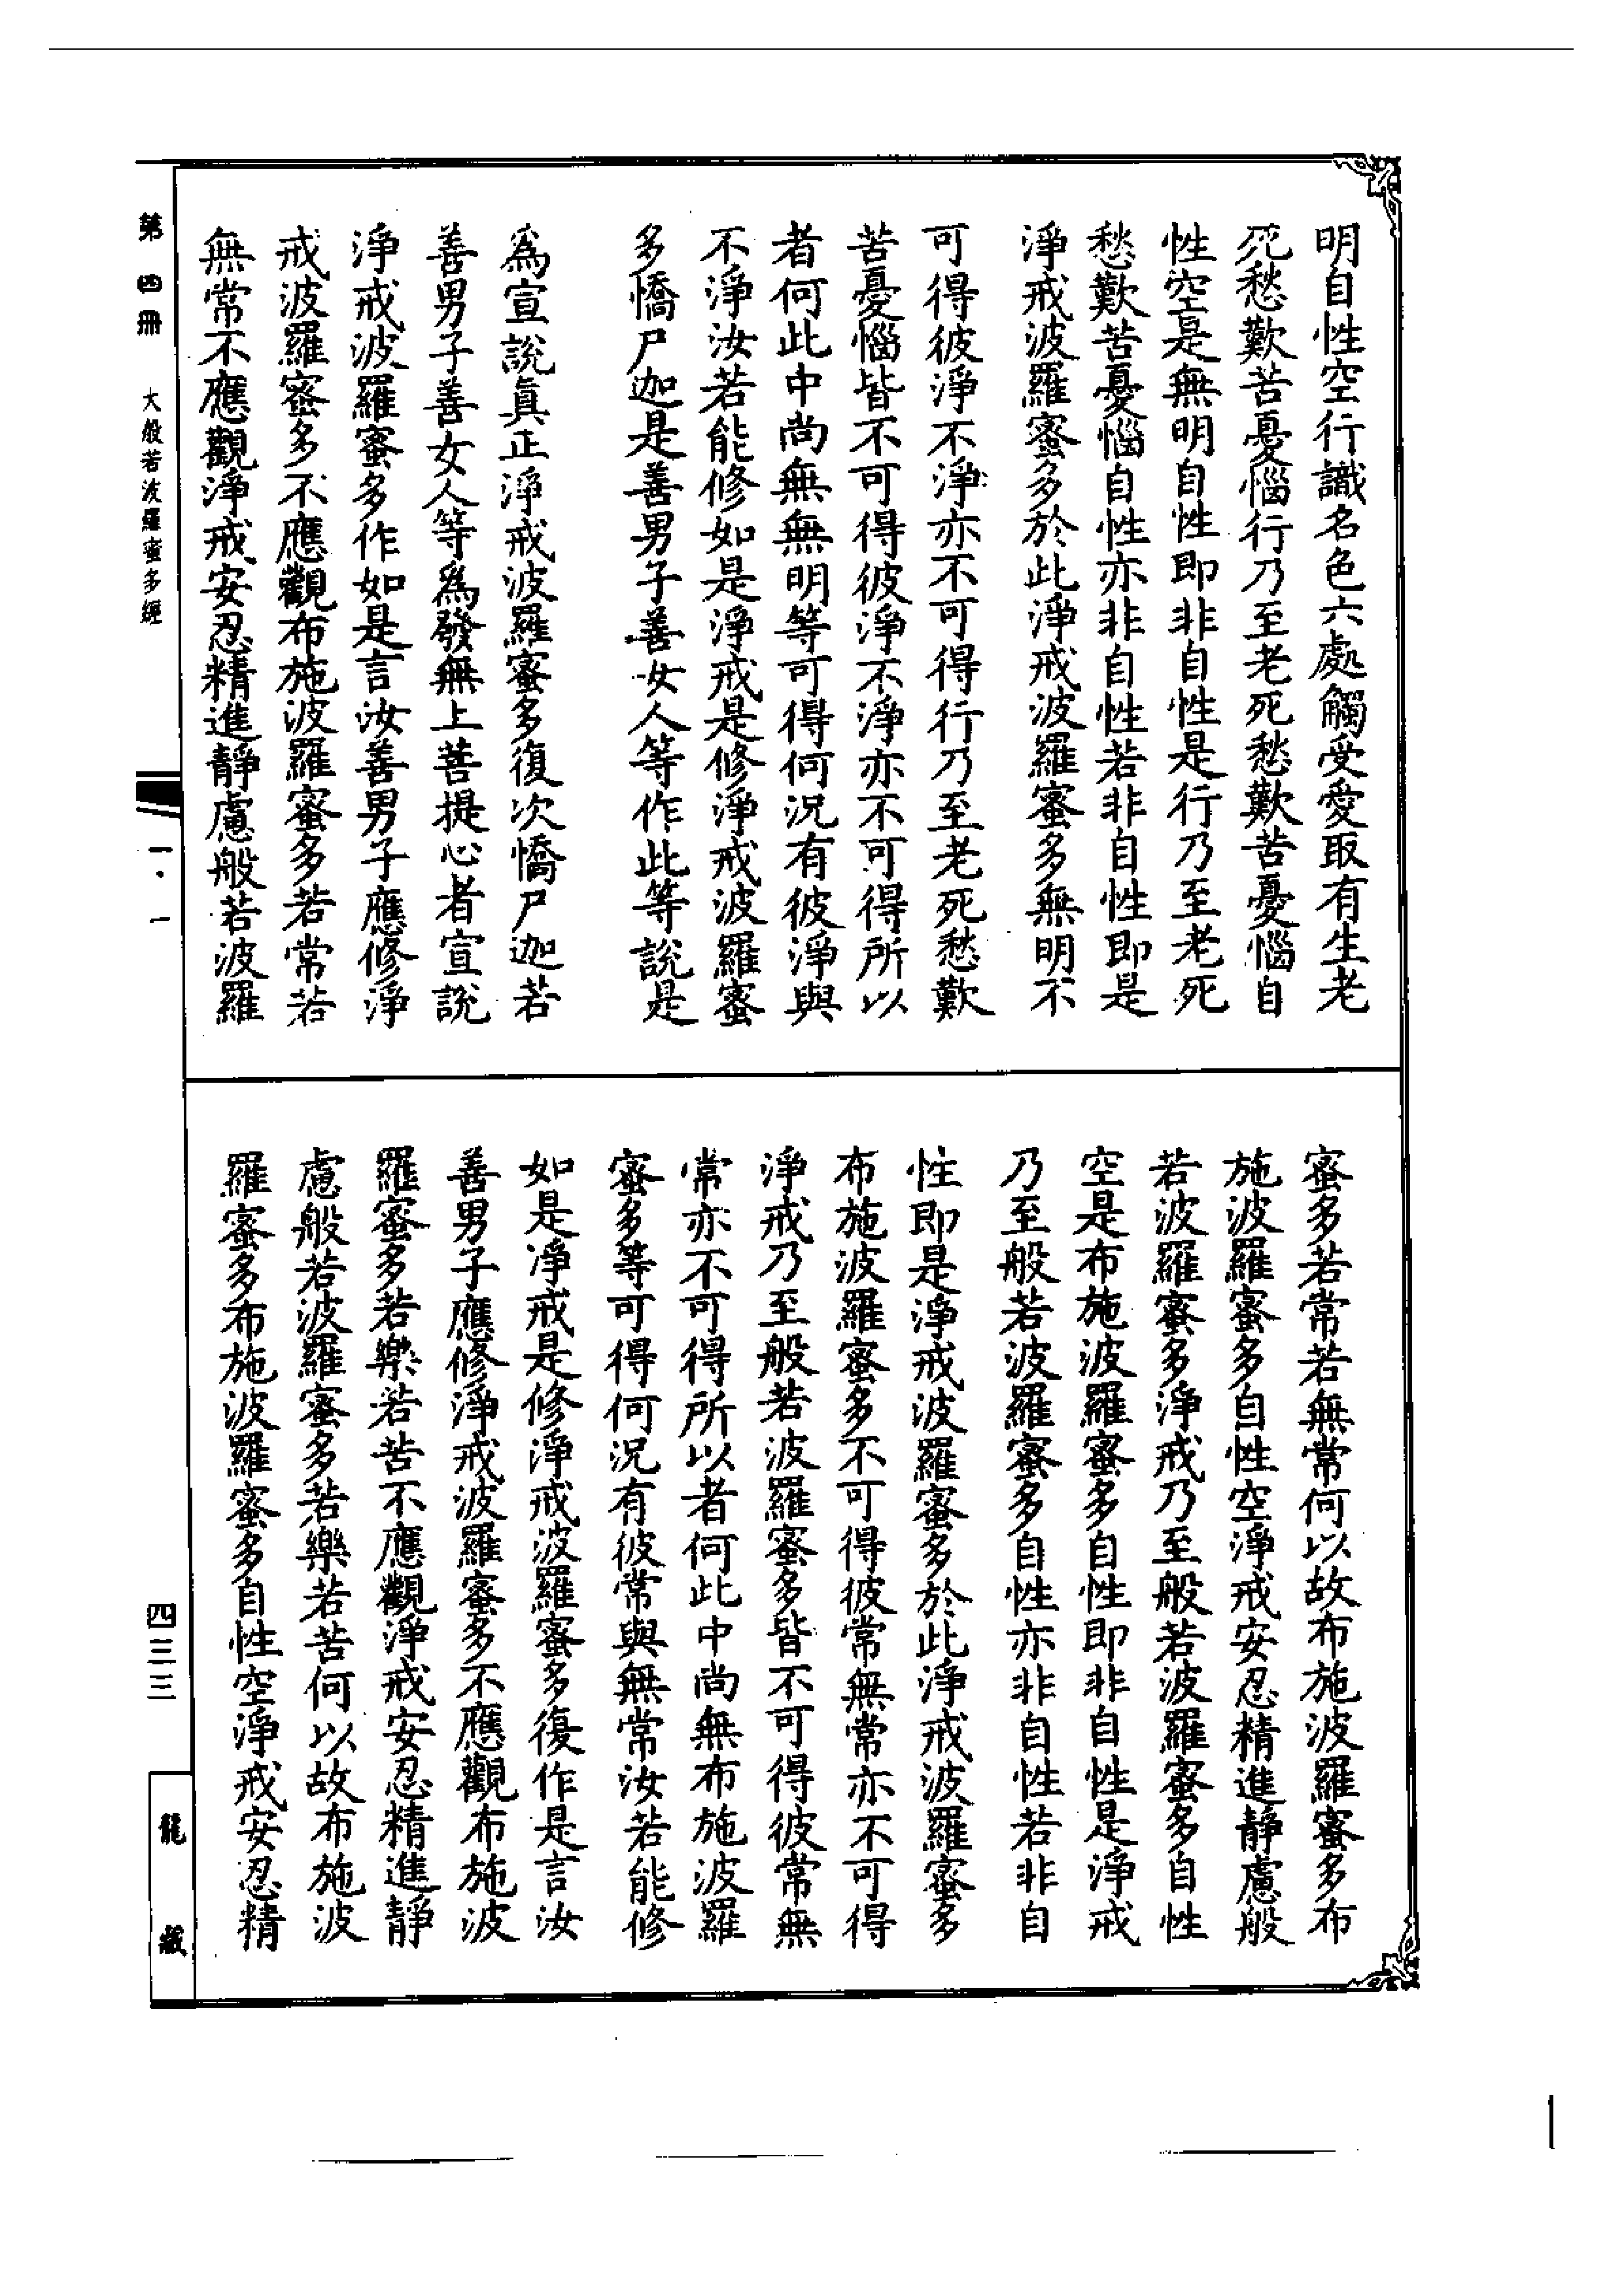 明自性空行識名色六處觸受愛取有生老
死愁歎苦憂惱行乃至老死愁歎苦憂惱自
性空是無明自性即非自性是行乃至老死
愁歎苦憂惱自性亦非自性若非自性即是
淨戒波羅蜜多於此淨戒波羅蜜多無明不
可得彼淨不淨亦不可得行乃至老死愁歎
苦憂惱皆不可得彼淨不淨亦不可得所以
者何此中尚無無明等可得何況有彼淨與
不淨汝若能修如是淨戒是修淨戒波羅蜜
多憍尸迦是善男子善女人等作此等說是
為宣說真正淨戒波羅蜜多復次憍尸迦若
善男子善女人等為發無上菩提心者宣說
淨戒波羅蜜多作如是言汝善男子應修淨
戒波羅蜜多不應觀布施波羅蜜多若常若
無常不應觀淨戒安忍精進靜慮般若波羅
蜜多若常若無常何以故布施波羅蜜多布
施波羅蜜多自性空淨戒安忍精進靜慮般
若波羅蜜多淨戒乃至般若波羅蜜多自性
空是布施波羅蜜多自性即非自性是淨戒
乃至般若波羅蜜多自性亦非自性若非自
性即是淨戒波羅蜜多於此淨戒波羅蜜多
布施波羅蜜多不可得彼常無常亦不可得
淨戒乃至般若波羅蜜多皆不可得彼常無
常亦不可得所以者何此中尚無布施波羅
蜜多等可得何況有彼常與無常汝若能修
如是淨戒是修淨戒波羅蜜多復作是言汝
善男子應修淨戒波羅蜜多不應觀布施波
羅蜜多若樂若苦不應觀淨戒安忍精進靜
慮般若波羅蜜多若樂若苦何以故布施波
羅蜜多布施波羅蜜多自性空淨戒安忍精
第四冊 大般若波羅蜜多經 一·一
四三三
龍藏